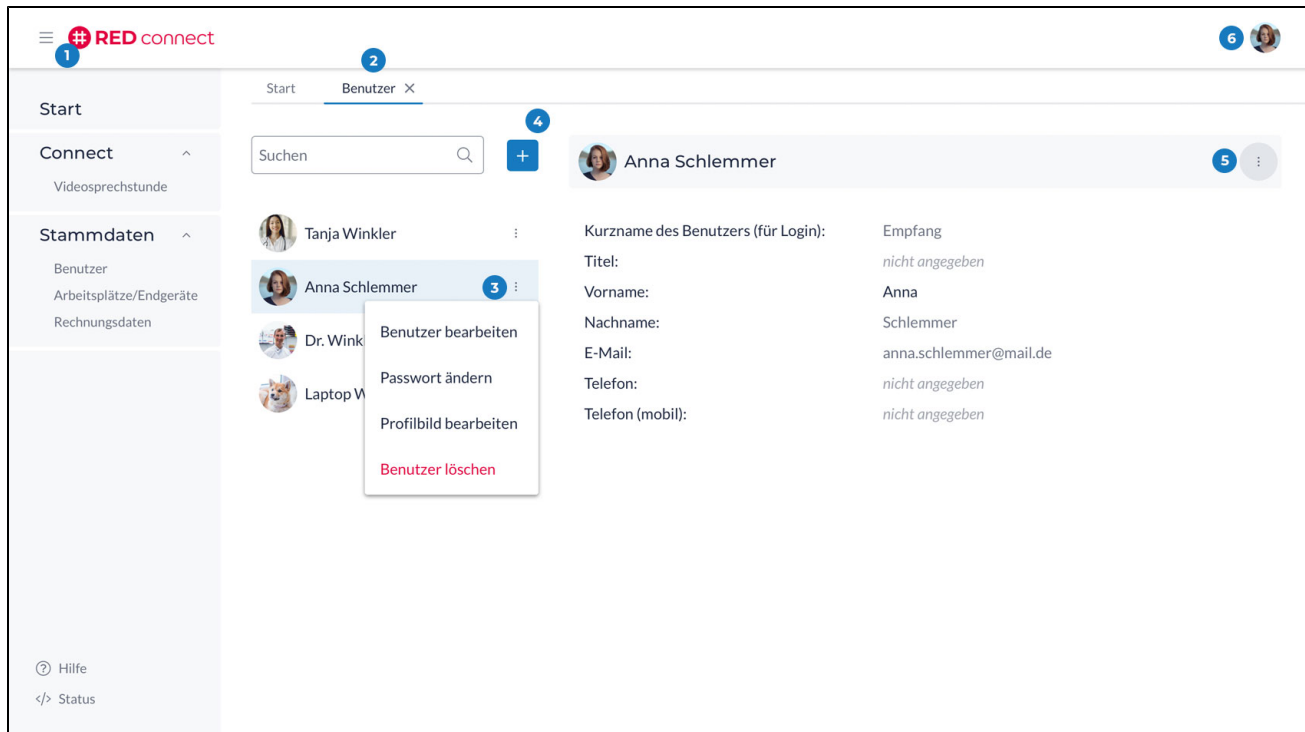 # RED connect
1
6
2
Start
Benutzer
Start
4
Connect
Videosprechstunde
Stammdaten
Benutzer
Arbeitsplätze/Endgeräte
Rechnungsdaten
Suchen
+
Tanja Winkler
Anna Schlemmer
3
Dr. Wink
Laptop W
Benutzer bearbeiten
Passwort ändern
Profilbild bearbeiten
Benutzer löschen
Anna Schlemmer
5
Kurzname des Benutzers (für Login): Empfang
Titel: nicht angegeben
Vorname: Anna
Nachname: Schlemmer
E-Mail: anna.schlemmer@mail.de
Telefon: nicht angegeben
Telefon (mobil): nicht angegeben
? Hilfe
</> Status